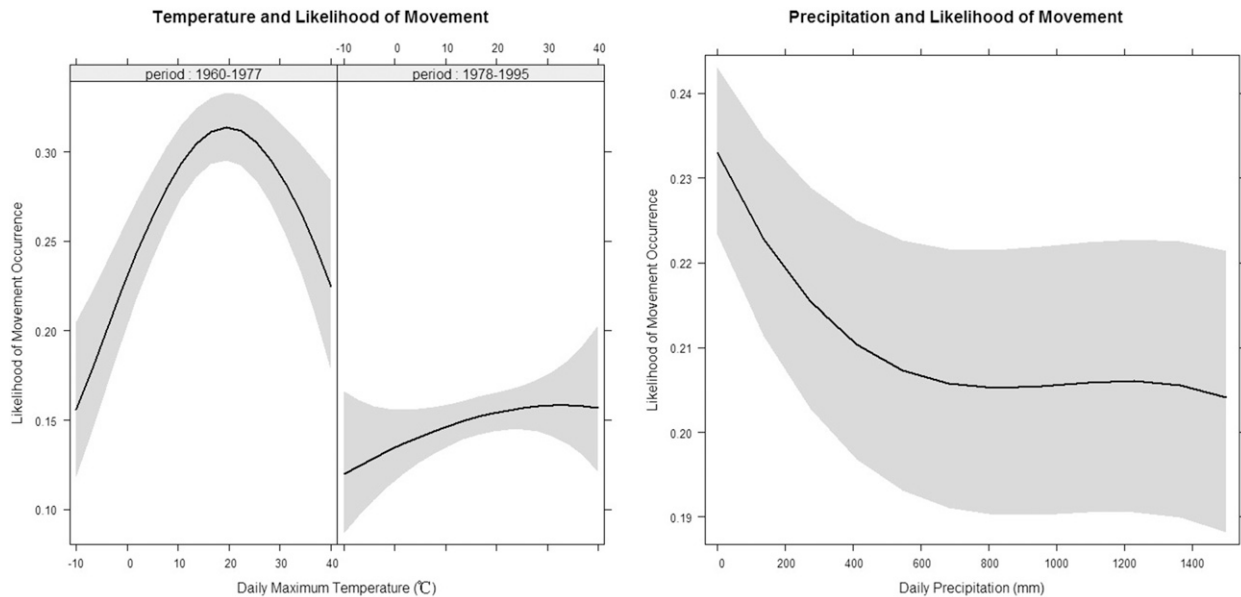 Temperature and Likelihood of Movement
-10 0 10 20 30 40
period : 1960-1977 period : 1978-1995
0.30
0.25
0.20
0.15
0.10
Likelihood of Movement Occurrence
-10 0 10 20 30 40
Daily Maximum Temperature (℃)
Precipitation and Likelihood of Movement
0.24
0.23
0.22
0.21
0.20
0.19
Likelihood of Movement Occurrence
0 200 400 600 800 1000 1200 1400
Daily Precipitation (mm)